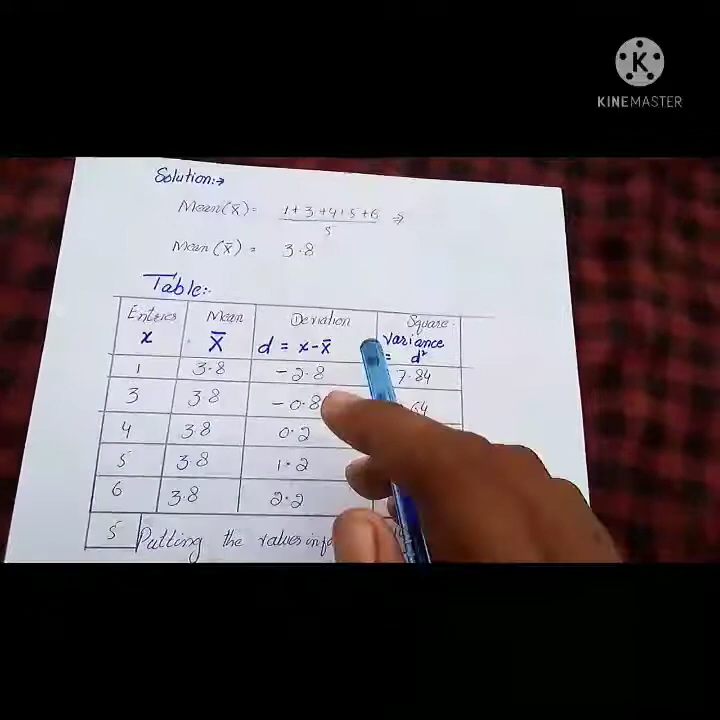 KINEMASTER
Solution:→
Mean(x̄) = 1+3+4+5+6 ⇒
5
Mean(x̄) = 3.8
Table:-
Entries Mean Deviation Square
x X̄ d = x-x̄ variance
= d²
1 3.8 -2.8 7.84
3 3.8 -0.8 64
4 3.8 0.2
5 3.8 1.2
6 3.8 2.2
5 Putting the values in